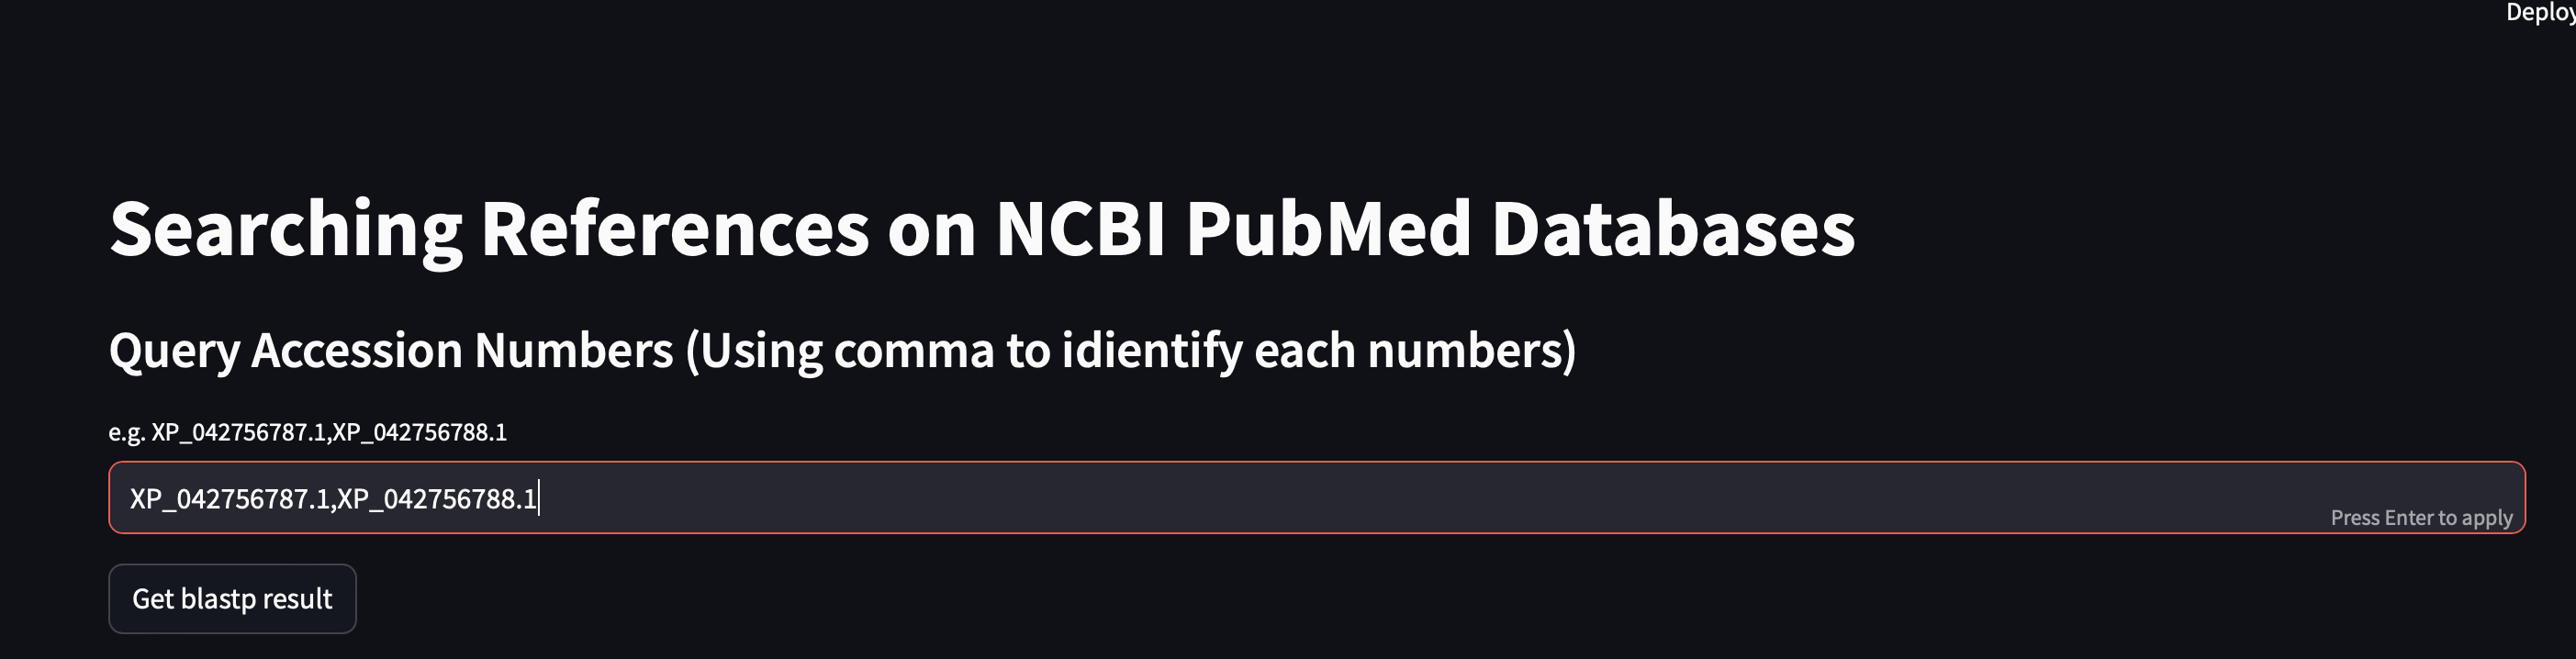 Deploy
Searching References on NCBI PubMed Databases
Query Accession Numbers (Using comma to idientify each numbers)
e.g. XP_042756787.1,XP_042756788.1
XP_042756787.1,XP_042756788.1
Press Enter to apply
Get blastp result